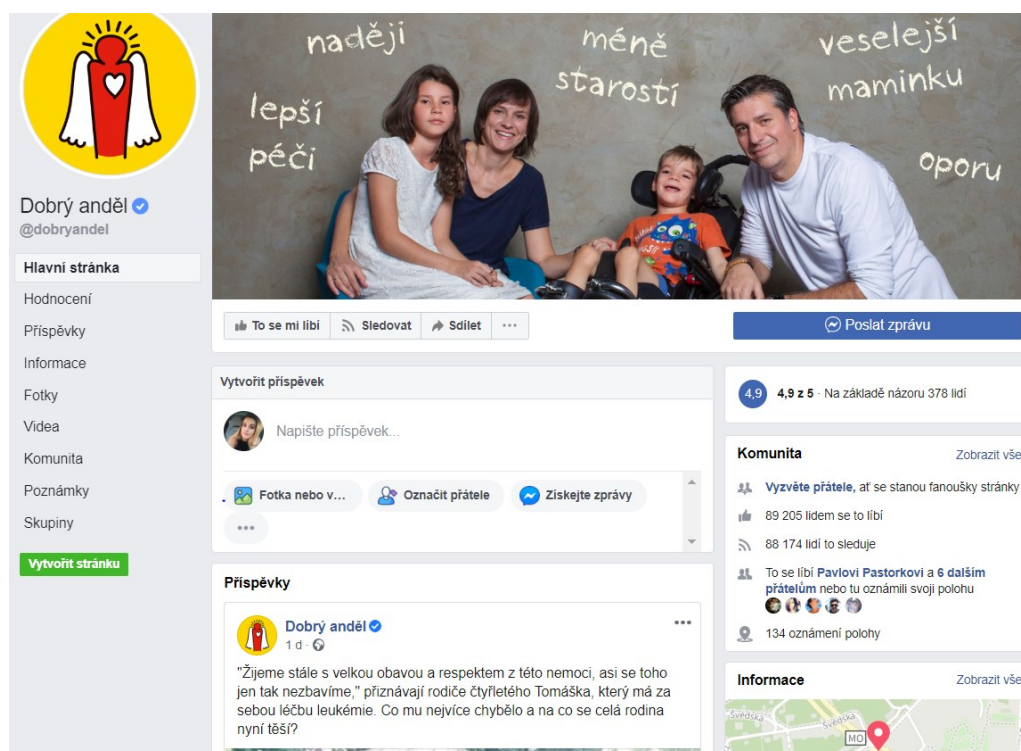 naději
méně
starostí
veselejší
maminku
lepší
péči
oporu
Dobrý anděl
@dobryandel
Hlavní stránka
Hodnocení
Příspěvky
Informace
Fotky
Videa
Komunita
Poznámky
Skupiny
Vytvořit stránku
To se mi líbí
Sledovat
Sdílet
...
Poslat zprávu
Vytvořit příspěvek
Napište příspěvek...
Fotka nebo v...
Označit přátele
Získejte zprávy
Příspěvky
Dobrý anděl
1 d ·
"Žijeme stále s velkou obavou a respektem z této nemoci, asi se toho
jen tak nezbavíme," přiznávají rodiče čtyřletého Tomáška, který má za
sebou léčbu leukémie. Co mu nejvíce chybělo a na co se celá rodina
nyní těší?
4,9
4,9 z 5 · Na základě názoru 378 lidí
Komunita
Zobrazit vše
Vyzvěte přátele, ať se stanou fanoušky stránky
89 205 lidem se to líbí
88 174 lidí to sleduje
To se líbí Pavlovi Pastorkovi a 6 dalším
přátelům nebo tu oznámili svoji polohu
134 oznámení polohy
Informace
Zobrazit vše
Švédská
Švédská
MO